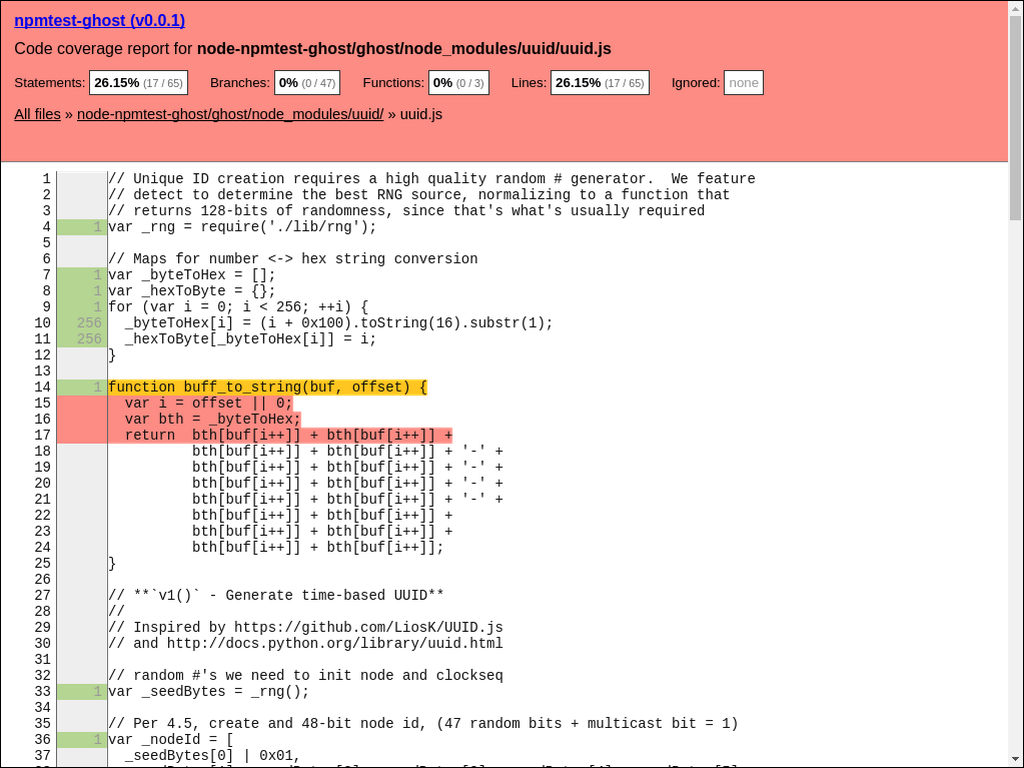 npmtest-ghost (v0.0.1)
Code coverage report for node-npmtest-ghost/ghost/node_modules/uuid/uuid.js
Statements: 26.15% (17 / 65) Branches: 0% (0 / 47) Functions: 0% (0 / 3) Lines: 26.15% (17 / 65) Ignored: none
All files » node-npmtest-ghost/ghost/node_modules/uuid/ » uuid.js
1 // Unique ID creation requires a high quality random # generator.  We feature
2 // detect to determine the best RNG source, normalizing to a function that
3 // returns 128-bits of randomness, since that's what's usually required
4 1 var _rng = require('./lib/rng');
5
6 // Maps for number <-> hex string conversion
7 1 var _byteToHex = [];
8 1 var _hexToByte = {};
9 1 for (var i = 0; i < 256; ++i) {
10 256   _byteToHex[i] = (i + 0x100).toString(16).substr(1);
11 256   _hexToByte[_byteToHex[i]] = i;
12 }
13
14 1 function buff_to_string(buf, offset) {
15   var i = offset || 0;
16   var bth = _byteToHex;
17   return  bth[buf[i++]] + bth[buf[i++]] +
18           bth[buf[i++]] + bth[buf[i++]] + '-' +
19           bth[buf[i++]] + bth[buf[i++]] + '-' +
20           bth[buf[i++]] + bth[buf[i++]] + '-' +
21           bth[buf[i++]] + bth[buf[i++]] + '-' +
22           bth[buf[i++]] + bth[buf[i++]] +
23           bth[buf[i++]] + bth[buf[i++]] +
24           bth[buf[i++]] + bth[buf[i++]];
25 }
26
27 // **`v1()` - Generate time-based UUID**
28 //
29 // Inspired by https://github.com/LiosK/UUID.js
30 // and http://docs.python.org/library/uuid.html
31
32 // random #'s we need to init node and clockseq
33 1 var _seedBytes = _rng();
34
35 // Per 4.5, create and 48-bit node id, (47 random bits + multicast bit = 1)
36 1 var _nodeId = [
37   _seedBytes[0] | 0x01,